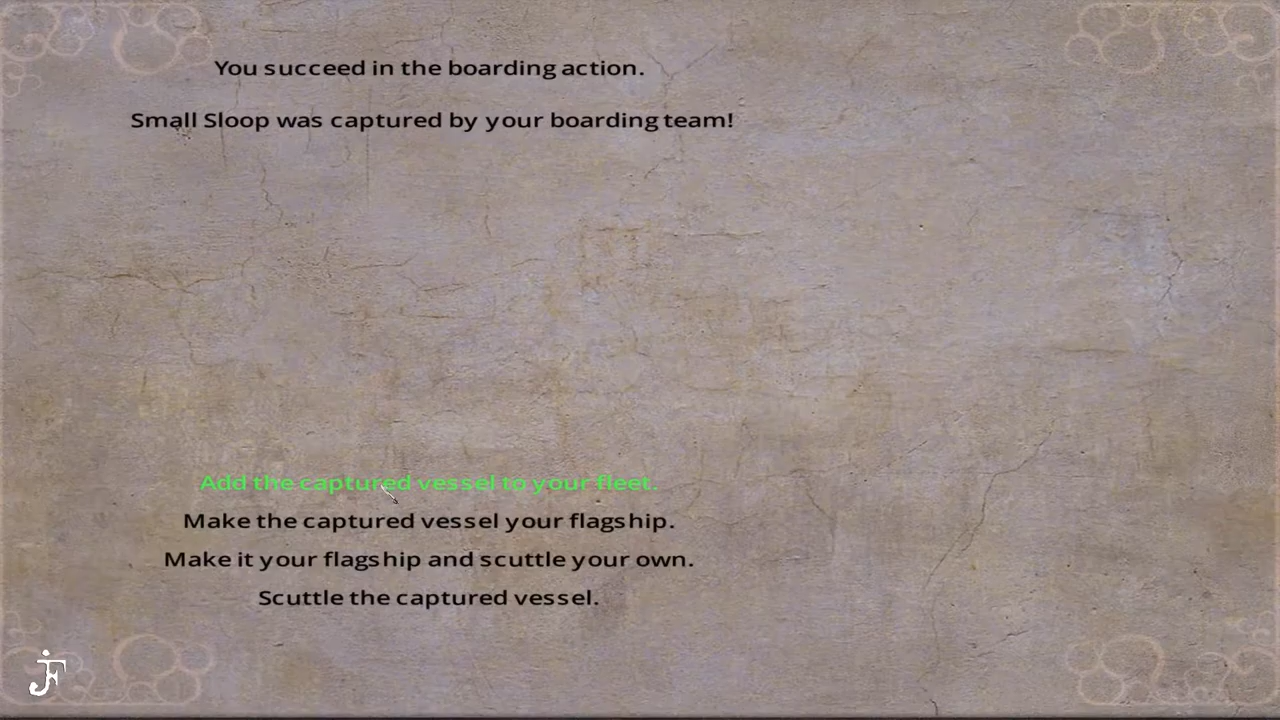 You succeed in the boarding action.
Small Sloop was captured by your boarding team!
Add the captured vessel to your fleet.
Make the captured vessel your flagship.
Make it your flagship and scuttle your own.
Scuttle the captured vessel.
jF